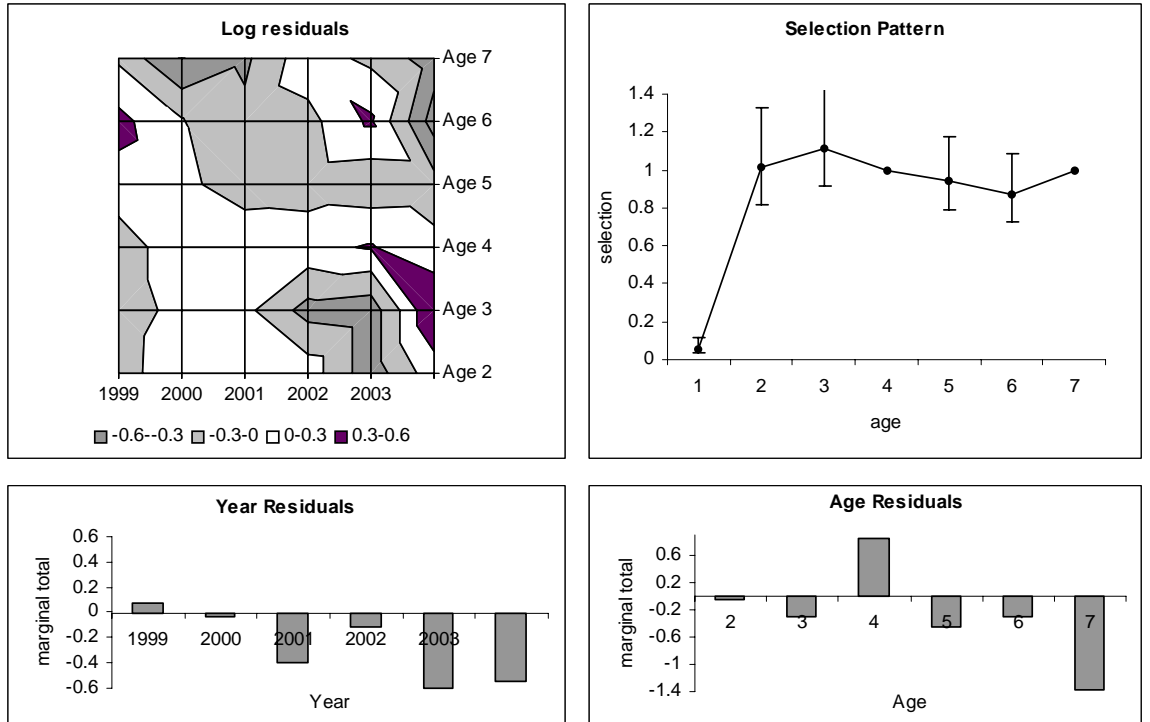 Log residuals
Age 7
Age 6
Age 5
Age 4
Age 3
Age 2
1999 2000 2001 2002 2003
-0.6--0.3 -0.3-0 0-0.3 0.3-0.6
Selection Pattern
1.4
1.2
1
0.8
0.6
0.4
0.2
0
selection
1 2 3 4 5 6 7
age
Year Residuals
0.6
0.4
0.2
0
-0.2
-0.4
-0.6
marginal total
1999 2000 2001 2002 2003
Year
Age Residuals
0.6
0.2
-0.2
-0.6
-1
-1.4
marginal total
2 3 4 5 6 7
Age